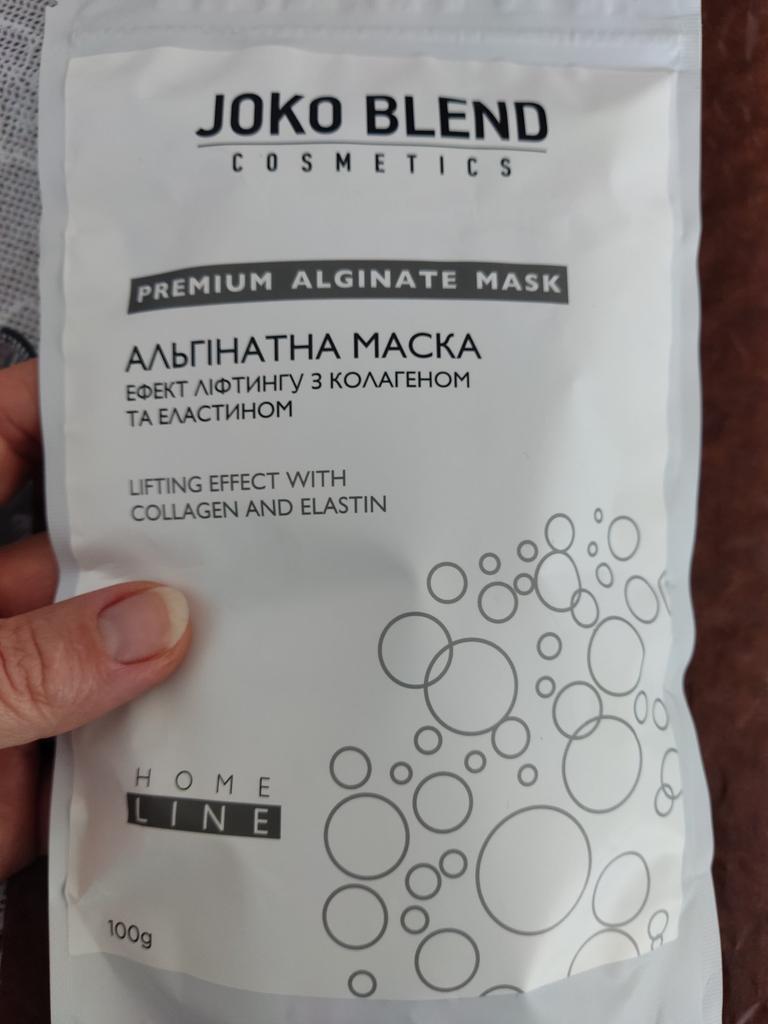 JOKO BLEND
COSMETICS
PREMIUM ALGINATE MASK
АЛЬГІНАТНА МАСКА
ЕФЕКТ ЛІФТИНГУ З КОЛАГЕНОМ
ТА ЕЛАСТИНОМ
LIFTING EFFECT WITH
COLLAGEN AND ELASTIN
HOME
LINE
100g